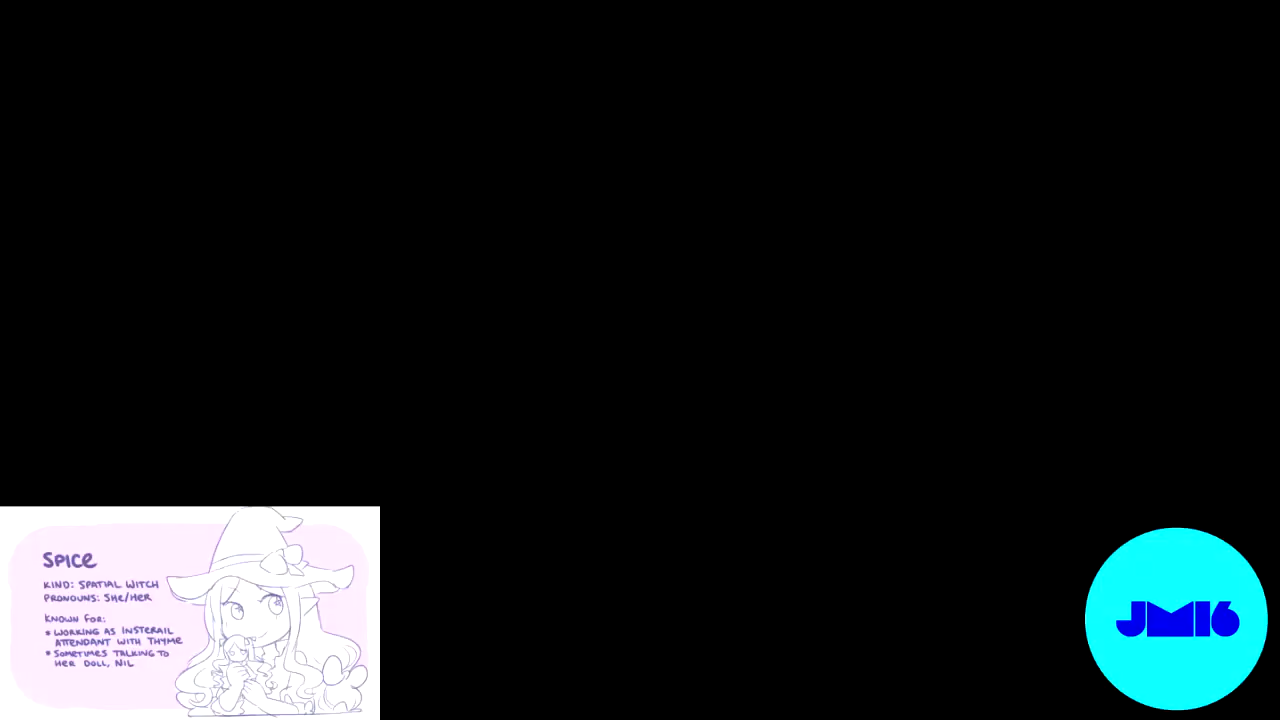 SPICE
KIND: SPATIAL WITCH
PRONOUNS: SHE/HER
KNOWN FOR:
* WORKING AS INSTERAIL
ATTENDANT WITH THYME
* SOMETIMES TALKING TO
HER DOLL, NIL
JM16